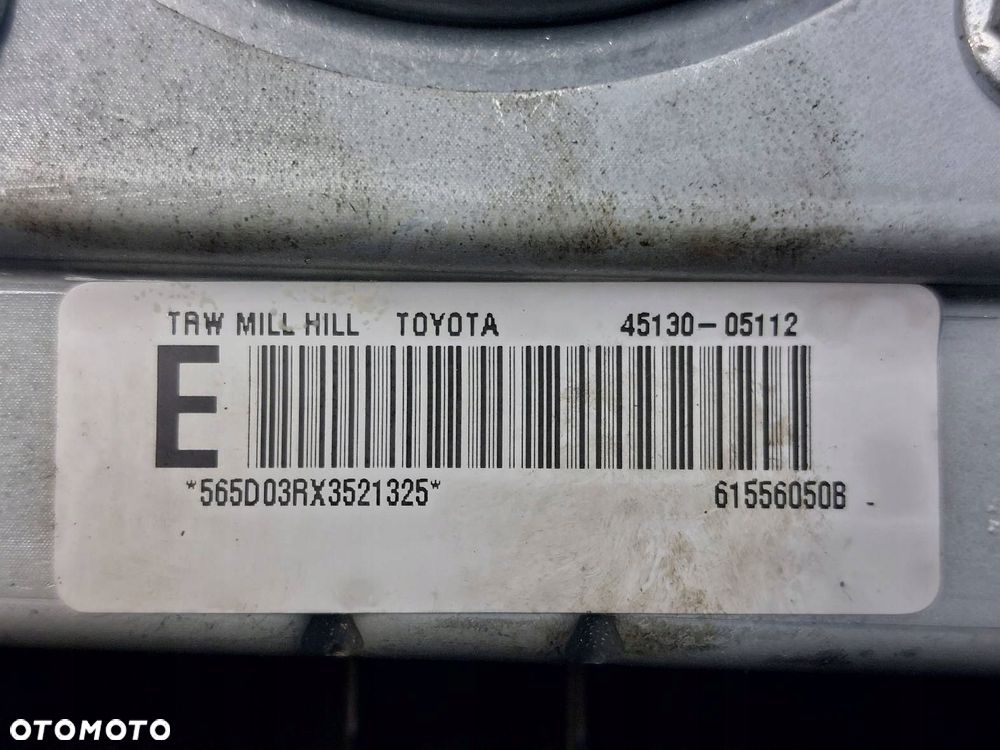 TRW MILL HILL TOYOTA 45130-05112
E
*565D03RX3521325* 61556050B -
OTOMOTO